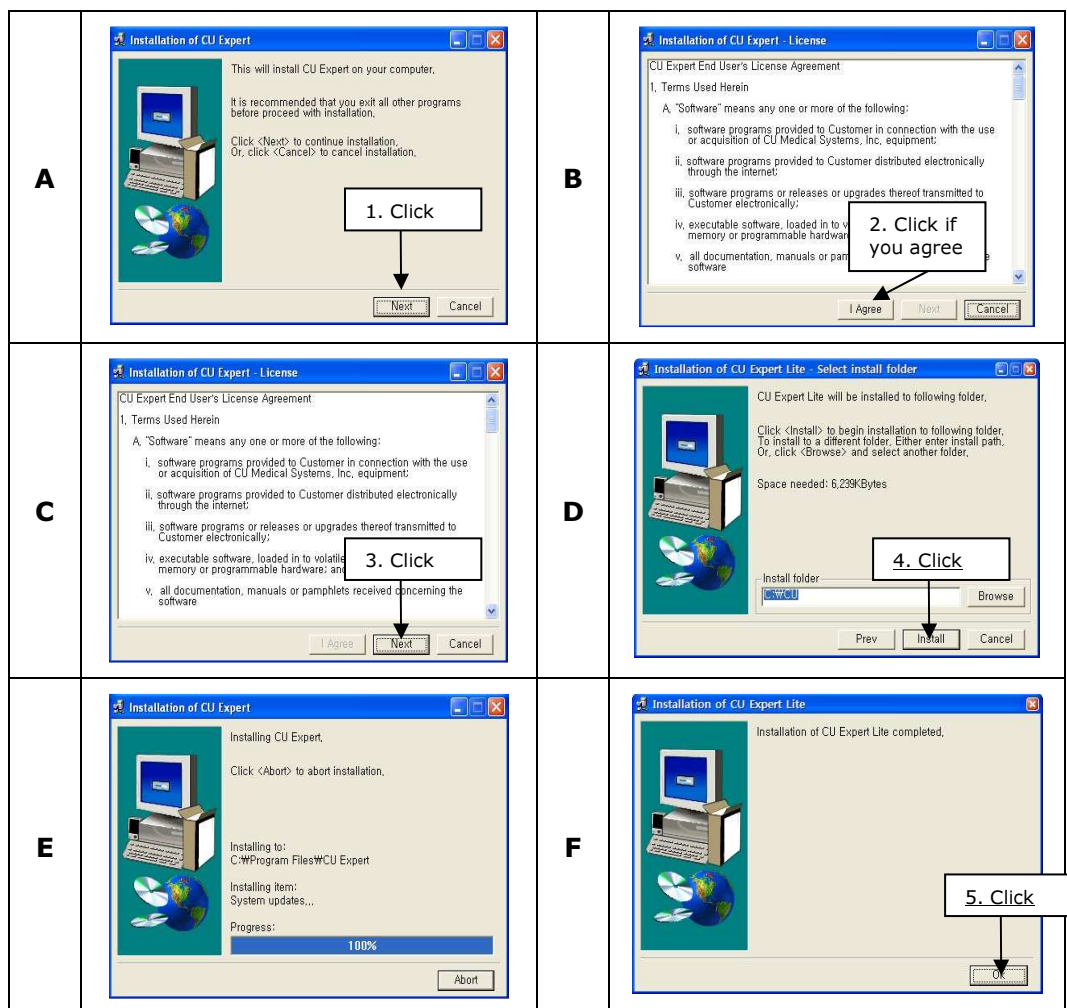 A
Installation of CU Expert
This will install CU Expert on your computer,
It is recommended that you exit all other programs
before proceed with installation,
Click <Next> to continue installation,
Or, click <Cancel> to cancel installation,
1. Click
Next
Cancel
B
Installation of CU Expert - License
CU Expert End User's License Agreement
1, Terms Used Herein
A, "Software" means any one or more of the following:
i, software programs provided to Customer in connection with the use
or acquisition of CU Medical Systems, Inc, equipment;
ii, software programs provided to Customer distributed electronically
through the internet;
iii, software programs or releases or upgrades thereof transmitted to
Customer electronically;
iv, executable software, loaded in to
memory or programmable hardware
v, all documentation, manuals or
software
2. Click if
you agree
I Agree
Next
Cancel
C
Installation of CU Expert - License
CU Expert End User's License Agreement
1, Terms Used Herein
A, "Software" means any one or more of the following:
i, software programs provided to Customer in connection with the use
or acquisition of CU Medical Systems, Inc, equipment;
ii, software programs provided to Customer distributed electronically
through the internet;
iii, software programs or releases or upgrades thereof transmitted to
Customer electronically;
iv, executable software, loaded in to volatile
memory or programmable hardware; and
v, all documentation, manuals or pamphlets received concerning the
software
3. Click
I Agree
Next
Cancel
D
Installation of CU Expert Lite - Select install folder
CU Expert Lite will be installed to following folder,
Click <Install> to begin installation to following folder,
To install to a different folder, Either enter install path,
Or, click <Browse> and select another folder,
Space needed: 6,239KBytes
4. Click
Install folder
C:₩CU
Browse
Prev
Install
Cancel
E
Installation of CU Expert
Installing CU Expert,
Click <Abort> to abort installation,
Installing to:
C:₩Program Files₩CU Expert
Installing item:
System updates,,,
Progress:
100%
Abort
F
Installation of CU Expert Lite
Installation of CU Expert Lite completed,
5. Click
OK